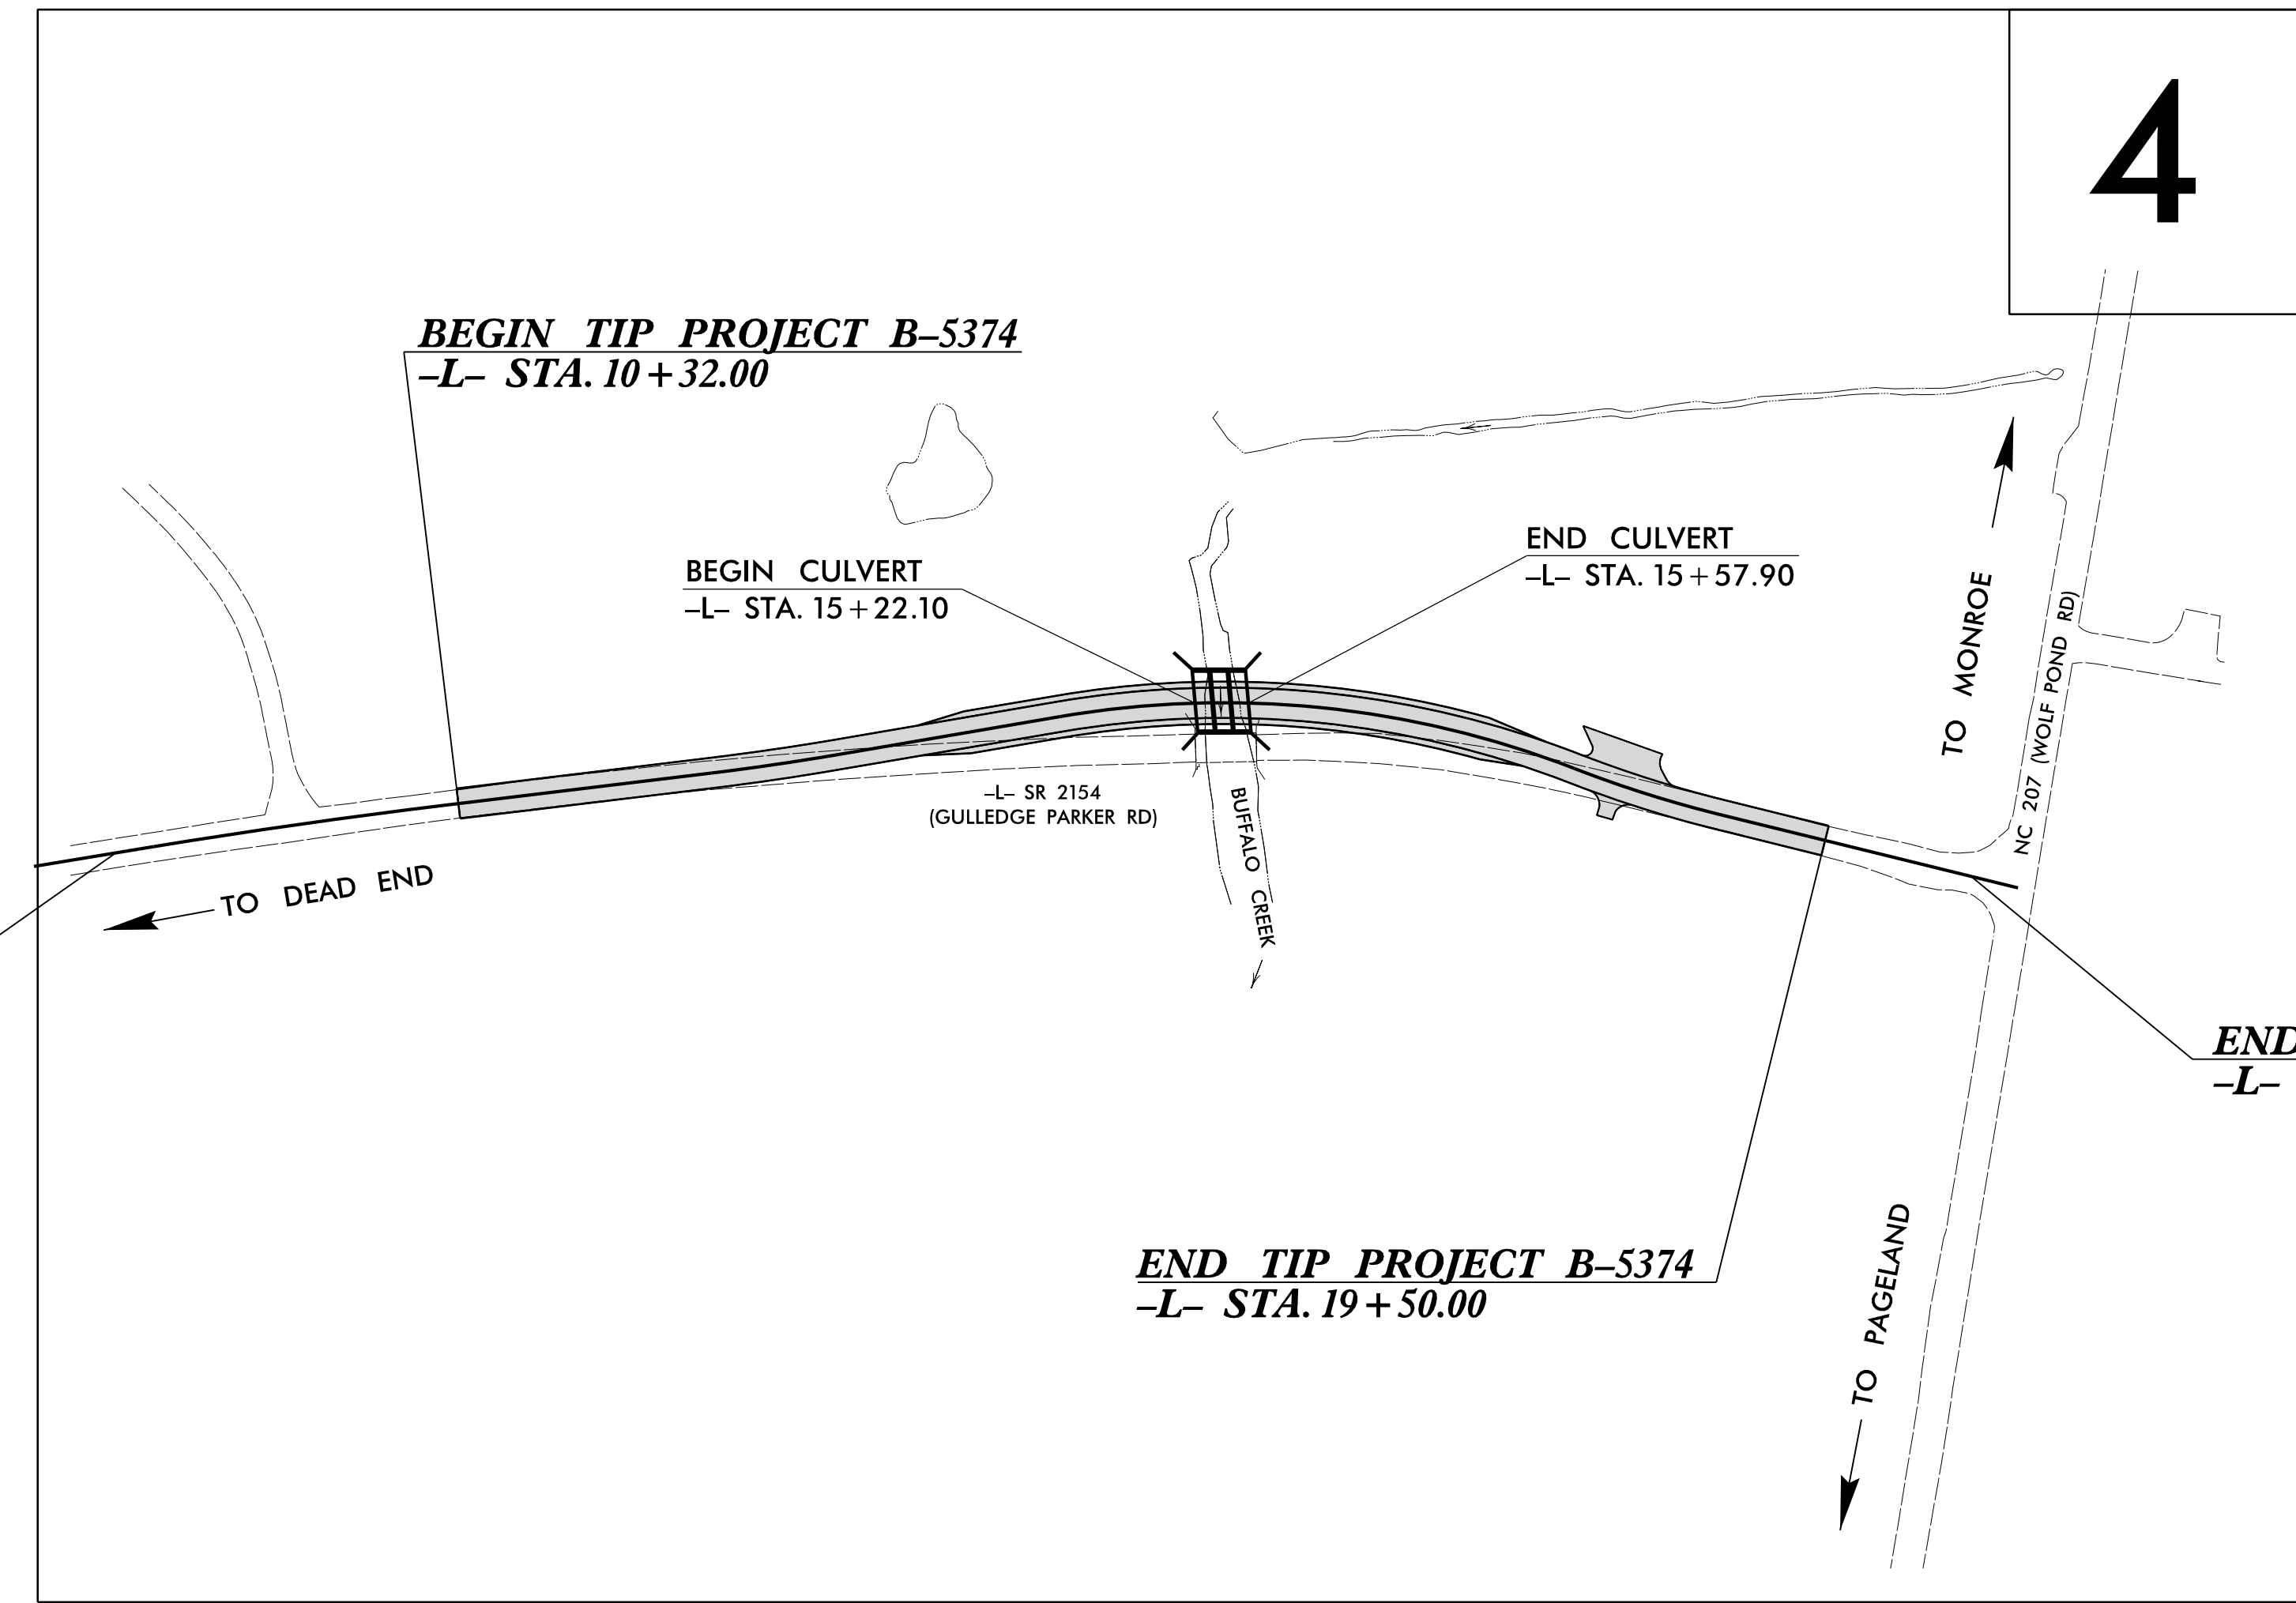 4
BEGIN TIP PROJECT B–5374
–L– STA. 10+32.00
BEGIN CULVERT
–L– STA. 15+22.10
END CULVERT
–L– STA. 15+57.90
TO MONROE
NC 207 (WOLF POND RD)
–L– SR 2154
(GULLEDGE PARKER RD)
BUFFALO CREEK
TO DEAD END
END
–L–
TO PAGELAND
END TIP PROJECT B–5374
–L– STA. 19+50.00